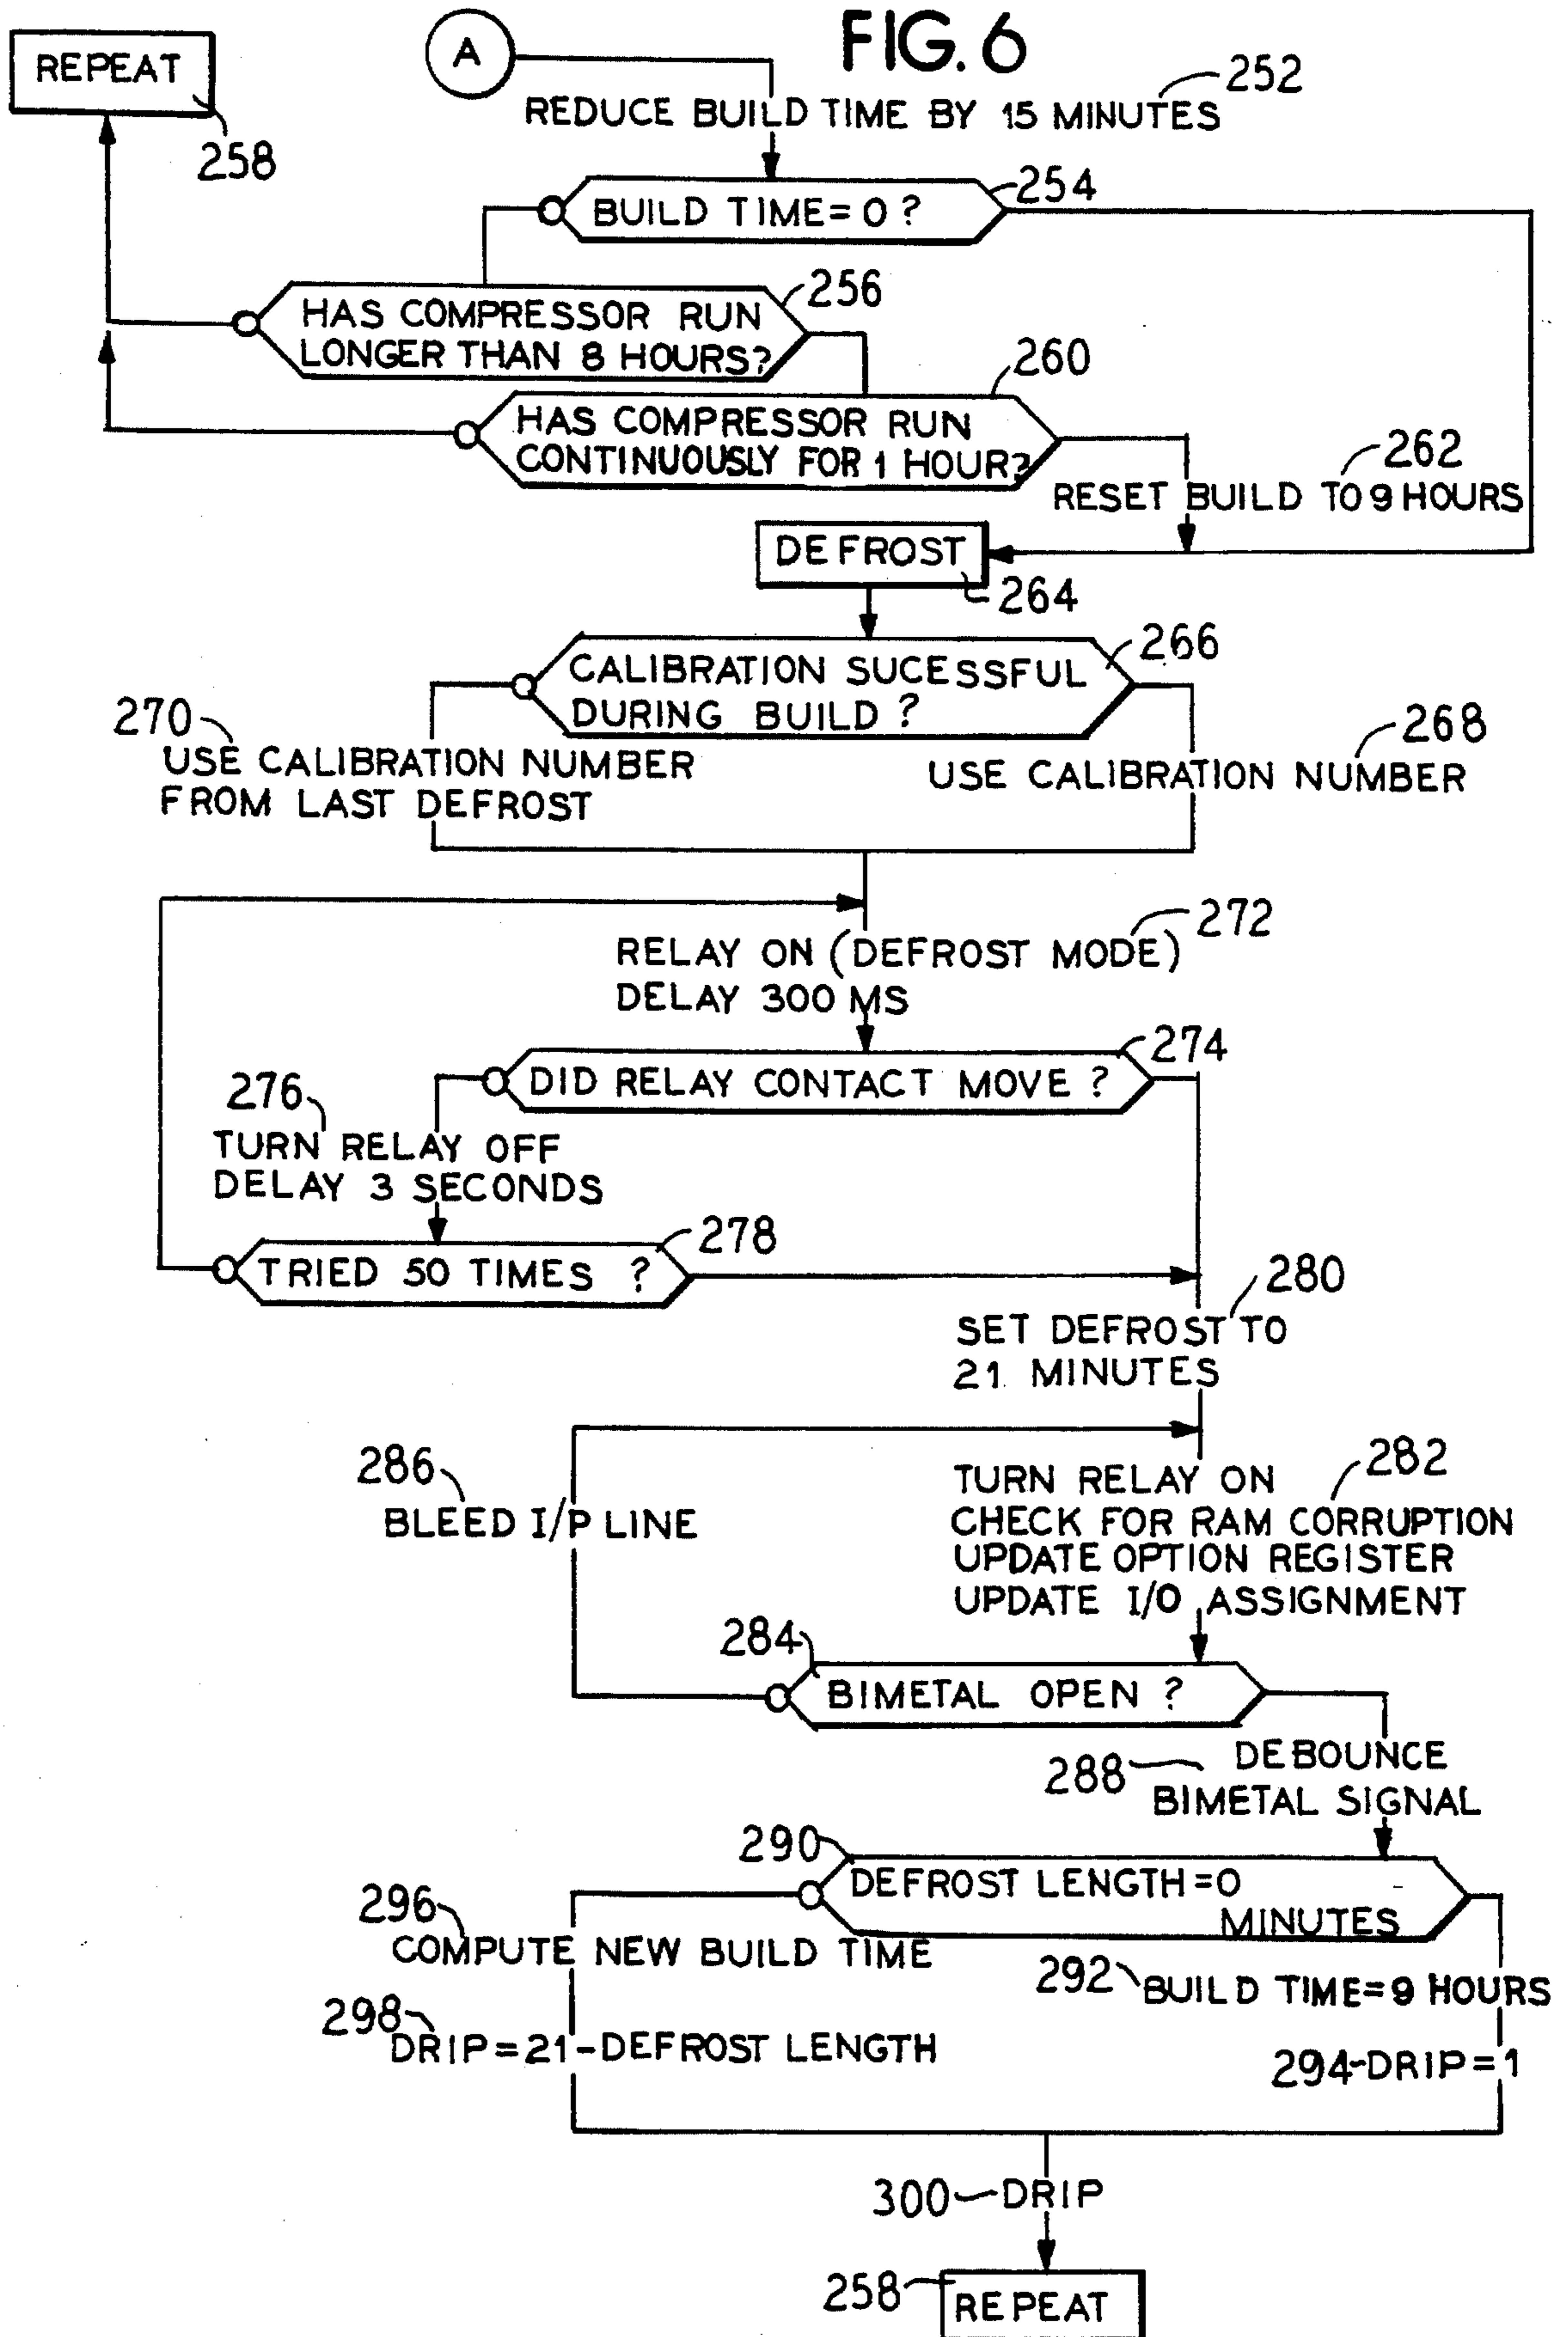 FIG. 6
REPEAT
258
A
252
REDUCE BUILD TIME BY 15 MINUTES
254
BUILD TIME = 0 ?
256
HAS COMPRESSOR RUN
LONGER THAN 8 HOURS?
260
HAS COMPRESSOR RUN
CONTINUOUSLY FOR 1 HOUR?
262
RESET BUILD TO 9 HOURS
DEFROST
264
266
CALIBRATION SUCESSFUL
DURING BUILD ?
270
USE CALIBRATION NUMBER
FROM LAST DEFROST
268
USE CALIBRATION NUMBER
272
RELAY ON (DEFROST MODE)
DELAY 300 MS
274
DID RELAY CONTACT MOVE ?
276
TURN RELAY OFF
DELAY 3 SECONDS
278
TRIED 50 TIMES ?
280
SET DEFROST TO
21. MINUTES
286
BLEED I/P LINE
282
TURN RELAY ON
CHECK FOR RAM CORRUPTION
UPDATE OPTION REGISTER
UPDATE I/O ASSIGNMENT
284
BIMETAL OPEN ?
288
DEBOUNCE
BIMETAL SIGNAL
290
DEFROST LENGTH = 0
MINUTES
296
COMPUTE NEW BUILD TIME
292
BUILD TIME = 9 HOURS
298
DRIP = 21 - DEFROST LENGTH
294 DRIP = 1
300 DRIP
258
REPEAT